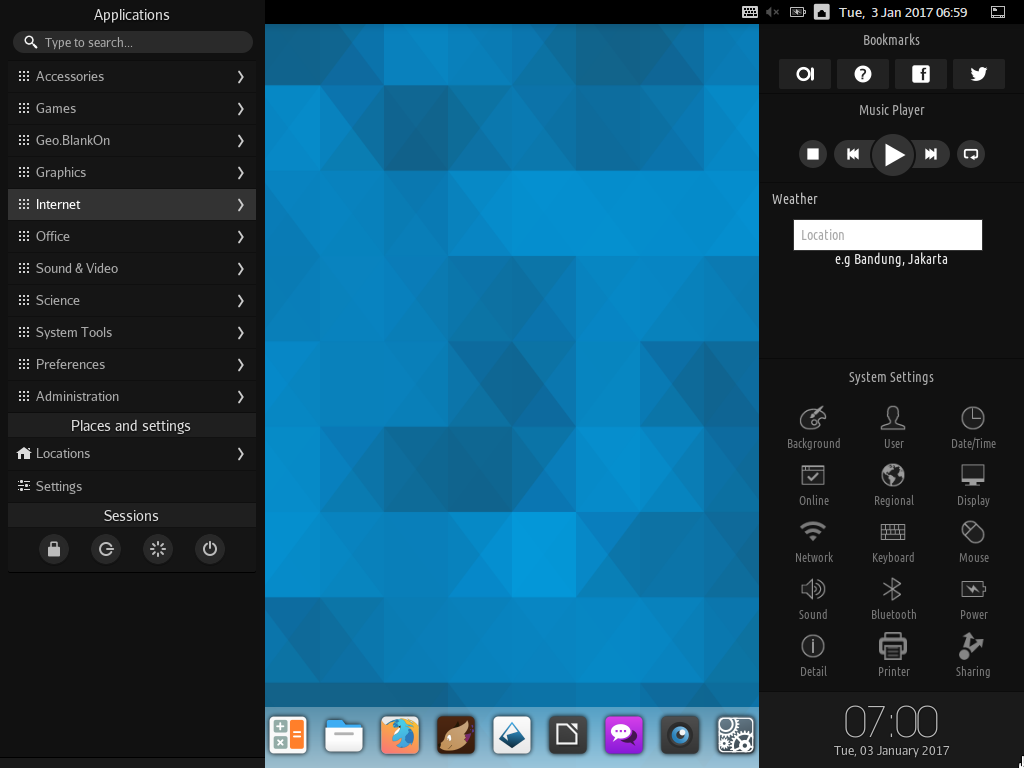 Applications
Type to search...
Accessories
Games
Geo.BlankOn
Graphics
Internet
Office
Sound & Video
Science
System Tools
Preferences
Administration
Places and settings
Locations
Settings
Sessions
Tue, 3 Jan 2017 06:59
Bookmarks
Music Player
Weather
Location
e.g Bandung, Jakarta
System Settings
Background User Date/Time
Online Regional Display
Network Keyboard Mouse
Sound Bluetooth Power
Detail Printer Sharing
07:00
Tue, 03 January 2017